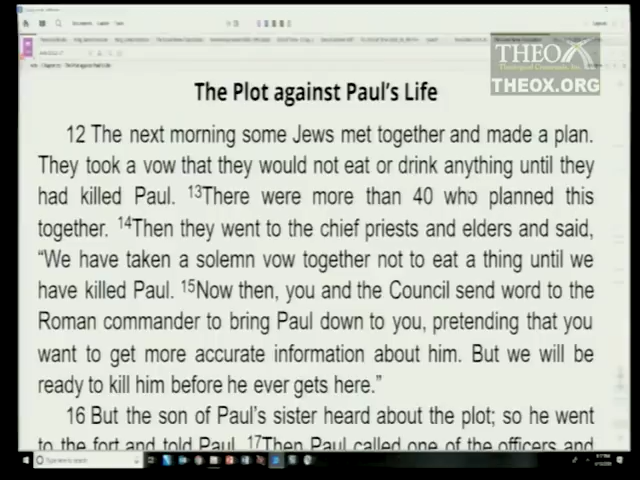 THEOX
THEOX.ORG
The Plot against Paul's Life
12 The next morning some Jews met together and made a plan.
They took a vow that they would not eat or drink anything until they
had killed Paul. 13There were more than 40 who planned this
together. 14Then they went to the chief priests and elders and said,
“We have taken a solemn vow together not to eat a thing until we
have killed Paul. 15Now then, you and the Council send word to the
Roman commander to bring Paul down to you, pretending that you
want to get more accurate information about him. But we will be
ready to kill him before he ever gets here.”
16 But the son of Paul's sister heard about the plot; so he went
to the fort and told Paul. 17Then Paul called one of the officers and